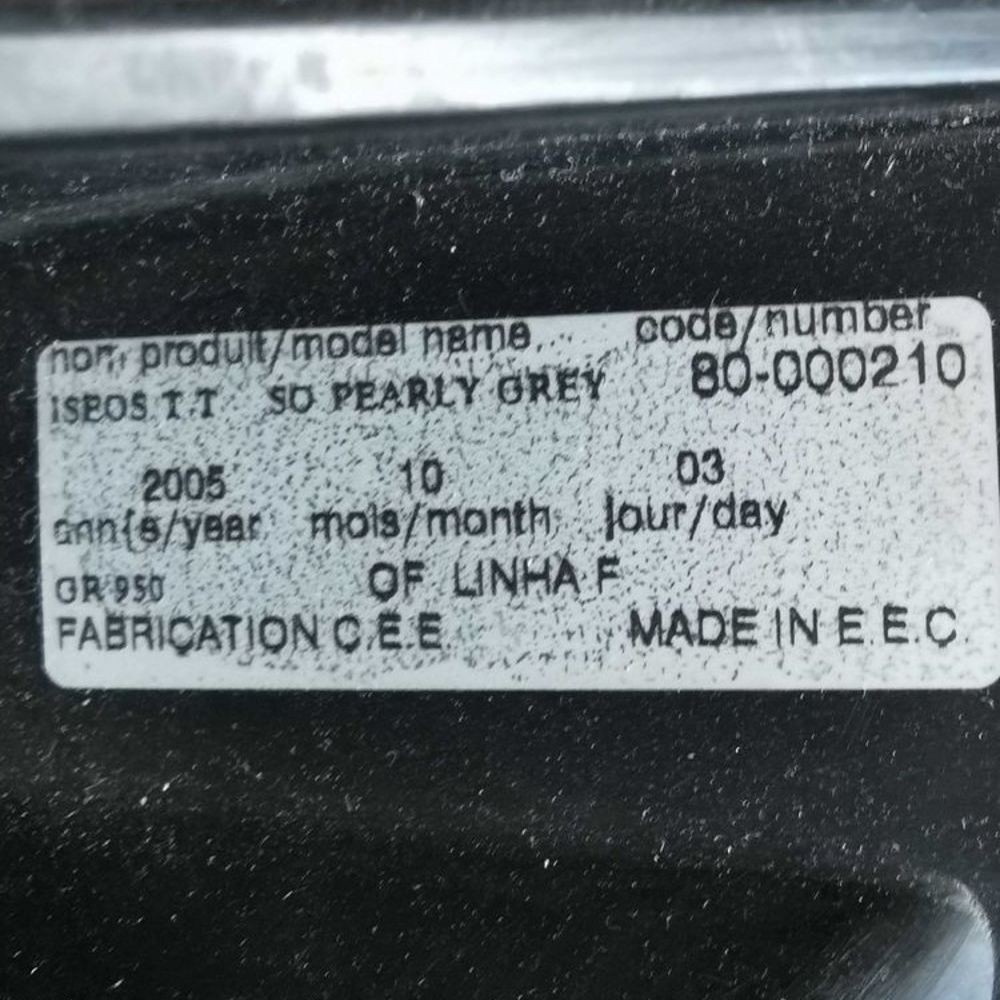 nom produit/model name code/number
ISEOS T.T SO PEARLY GREY 80-000210
2005 10 03
année/year mois/month jour/day
GR 950 OF LINHA F
FABRICATION C.E.E. MADE IN E.E.C.